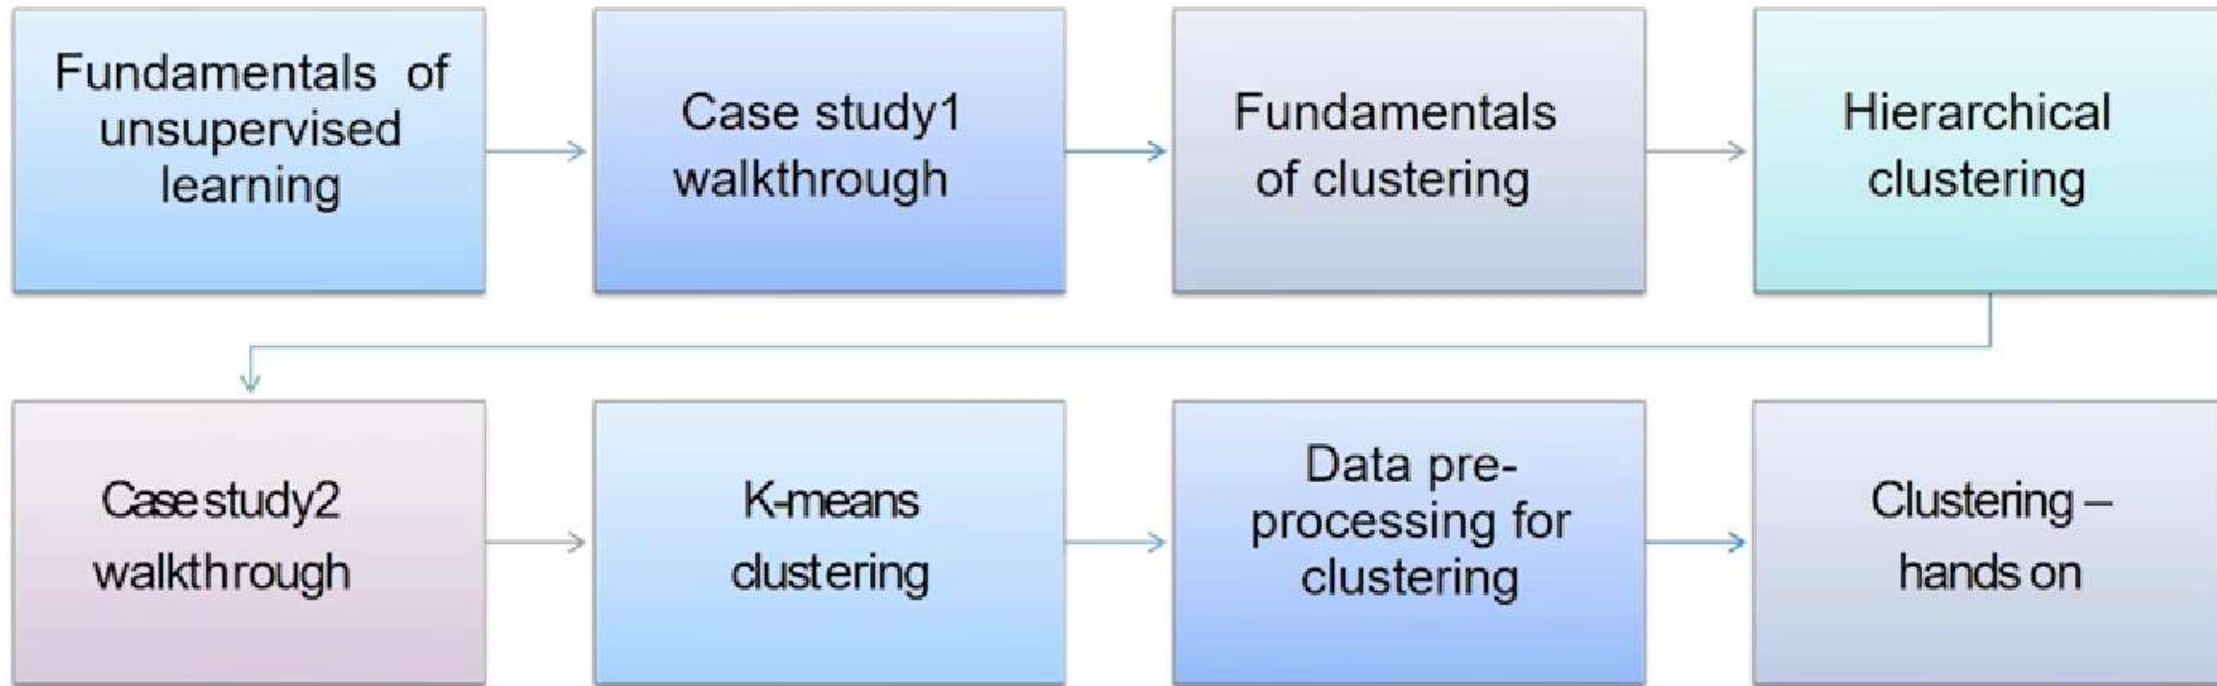 Fundamentals of
unsupervised
learning
Case study1
walkthrough
Fundamentals
of clustering
Hierarchical
clustering
Case study2
walkthrough
K-means
clustering
Data pre-
processing for
clustering
Clustering –
hands on